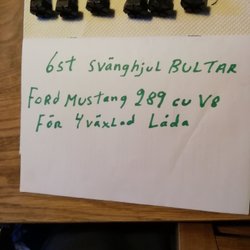 6st svänghjul BULTAR
FORD MUSTANG 289 cu V8
FöR 4växlad Låda